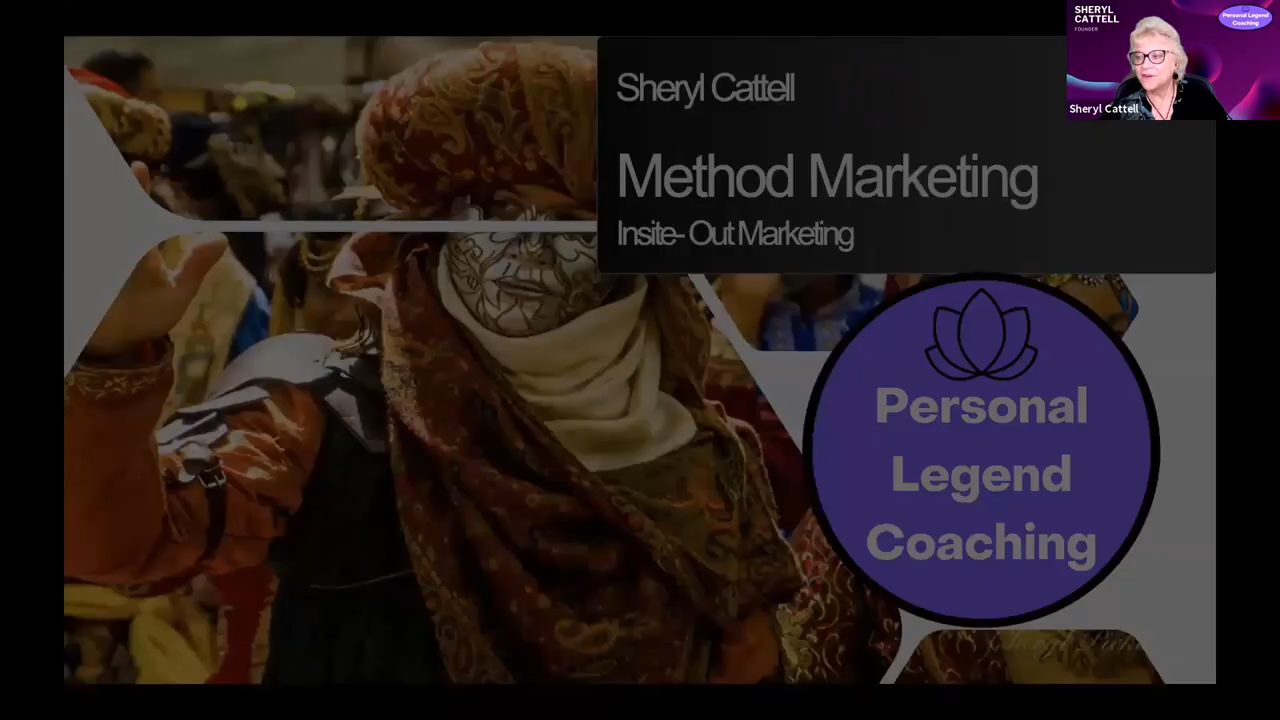 SHERYL
CATTELL
FOUNDER
Personal Legend
Coaching
Sheryl Cattell
Sheryl Cattell
Method Marketing
Insite- Out Marketing
Personal
Legend
Coaching